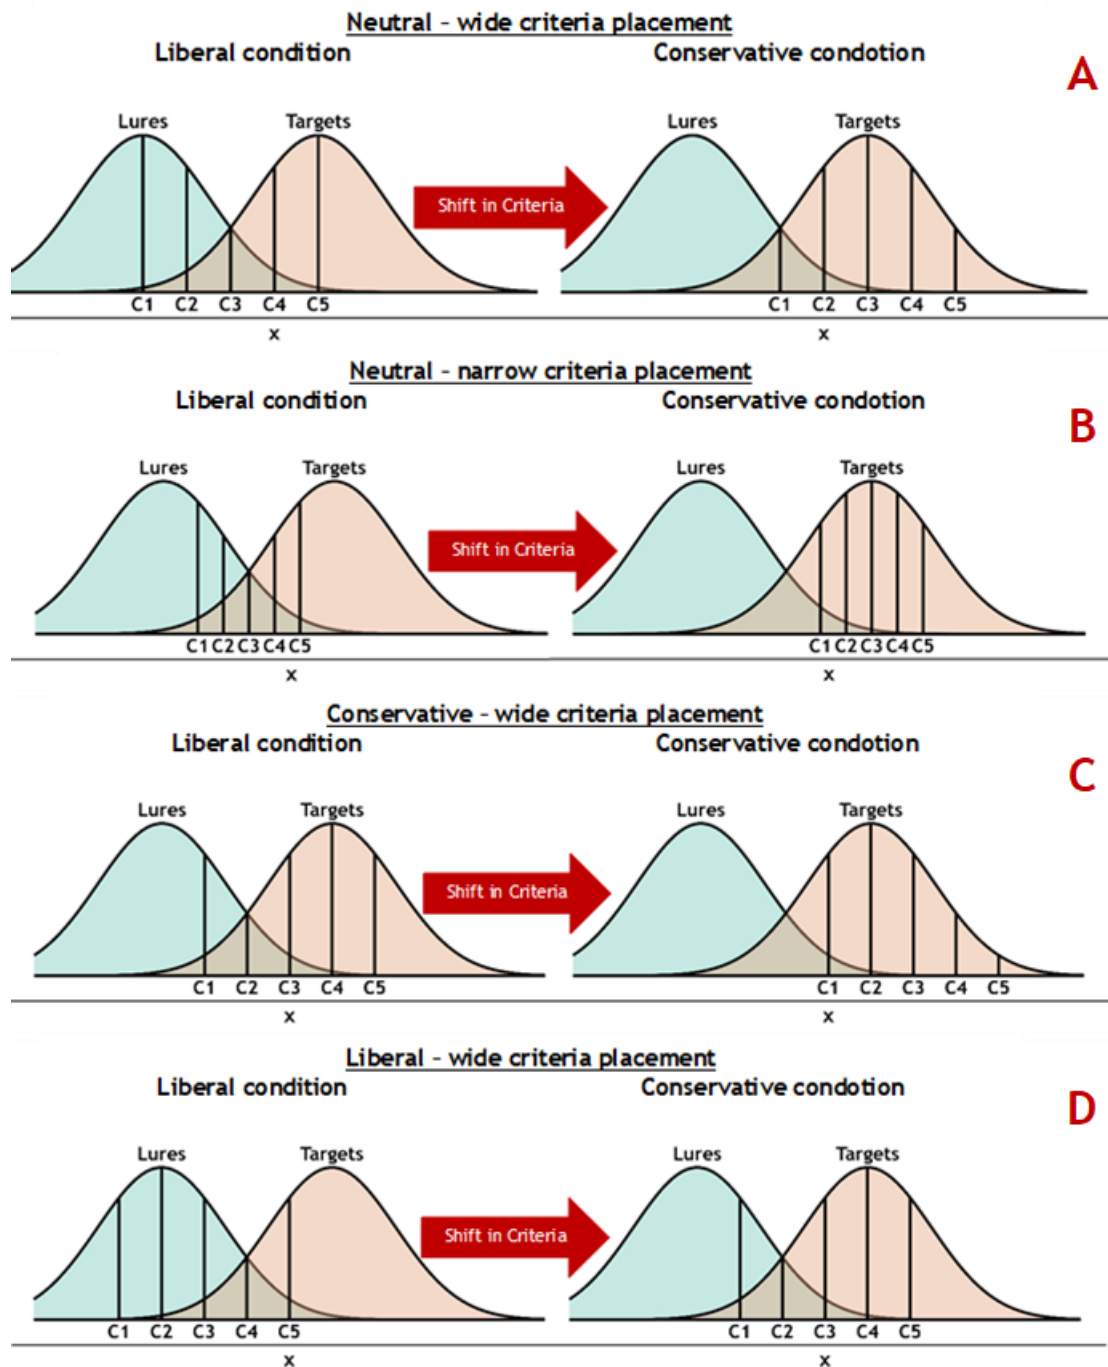 Neutral - wide criteria placement
Liberal condition Conservative condotion
A
Lures Targets Lures Targets
Shift in Criteria
C1 C2 C3 C4 C5 C1 C2 C3 C4 C5
x x
Neutral - narrow criteria placement
Liberal condition Conservative condotion
B
Lures Targets Lures Targets
Shift in Criteria
C1 C2 C3 C4 C5 C1 C2 C3 C4 C5
x x
Conservative - wide criteria placement
Liberal condition Conservative condotion
C
Lures Targets Lures Targets
Shift in Criteria
C1 C2 C3 C4 C5 C1 C2 C3 C4 C5
x x
Liberal - wide criteria placement
Liberal condition Conservative condotion
D
Lures Targets Lures Targets
Shift in Criteria
C1 C2 C3 C4 C5 C1 C2 C3 C4 C5
x x